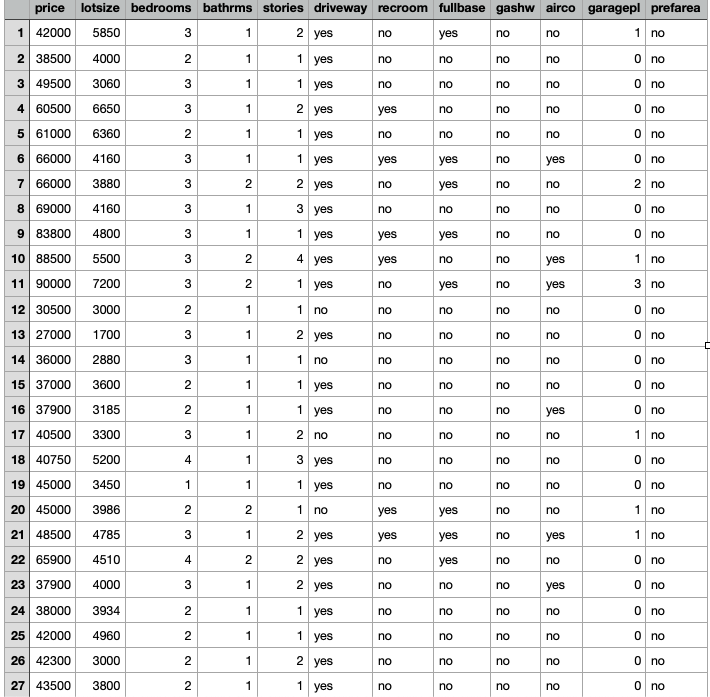 price lotsize bedrooms bathrms stories driveway recroom fullbase gashw airco garagepl prefarea
1 42000 5850 3 1 2 yes no yes no no 1 no
2 38500 4000 2 1 1 yes no no no no 0 no
3 49500 3060 3 1 1 yes no no no no 0 no
4 60500 6650 3 1 2 yes yes no no no 0 no
5 61000 6360 2 1 1 yes no no no no 0 no
6 66000 4160 3 1 1 yes yes yes no yes 0 no
7 66000 3880 3 2 2 yes no yes no no 2 no
8 69000 4160 3 1 3 yes no no no no 0 no
9 83800 4800 3 1 1 yes yes yes no no 0 no
10 88500 5500 3 2 4 yes yes no no yes 1 no
11 90000 7200 3 2 1 yes no yes no yes 3 no
12 30500 3000 2 1 1 no no no no no 0 no
13 27000 1700 3 1 2 yes no no no no 0 no
14 36000 2880 3 1 1 no no no no no 0 no
15 37000 3600 2 1 1 yes no no no no 0 no
16 37900 3185 2 1 1 yes no no no yes 0 no
17 40500 3300 3 1 2 no no no no no 1 no
18 40750 5200 4 1 3 yes no no no no 0 no
19 45000 3450 1 1 1 yes no no no no 0 no
20 45000 3986 2 2 1 no yes yes no no 1 no
21 48500 4785 3 1 2 yes yes yes no yes 1 no
22 65900 4510 4 2 2 yes no yes no no 0 no
23 37900 4000 3 1 2 yes no no no yes 0 no
24 38000 3934 2 1 1 yes no no no no 0 no
25 42000 4960 2 1 1 yes no no no no 0 no
26 42300 3000 2 1 2 yes no no no no 0 no
27 43500 3800 2 1 1 yes no no no no 0 no